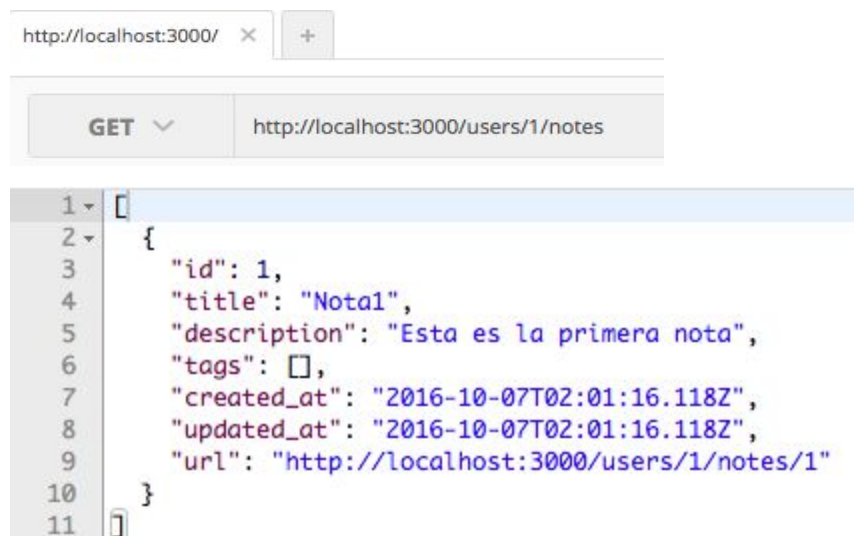 http://localhost:3000/ × +
GET http://localhost:3000/users/1/notes
1 [
2 {
3 "id": 1,
4 "title": "Nota1",
5 "description": "Esta es la primera nota",
6 "tags": [],
7 "created_at": "2016-10-07T02:01:16.118Z",
8 "updated_at": "2016-10-07T02:01:16.118Z",
9 "url": "http://localhost:3000/users/1/notes/1"
10 }
11 ]